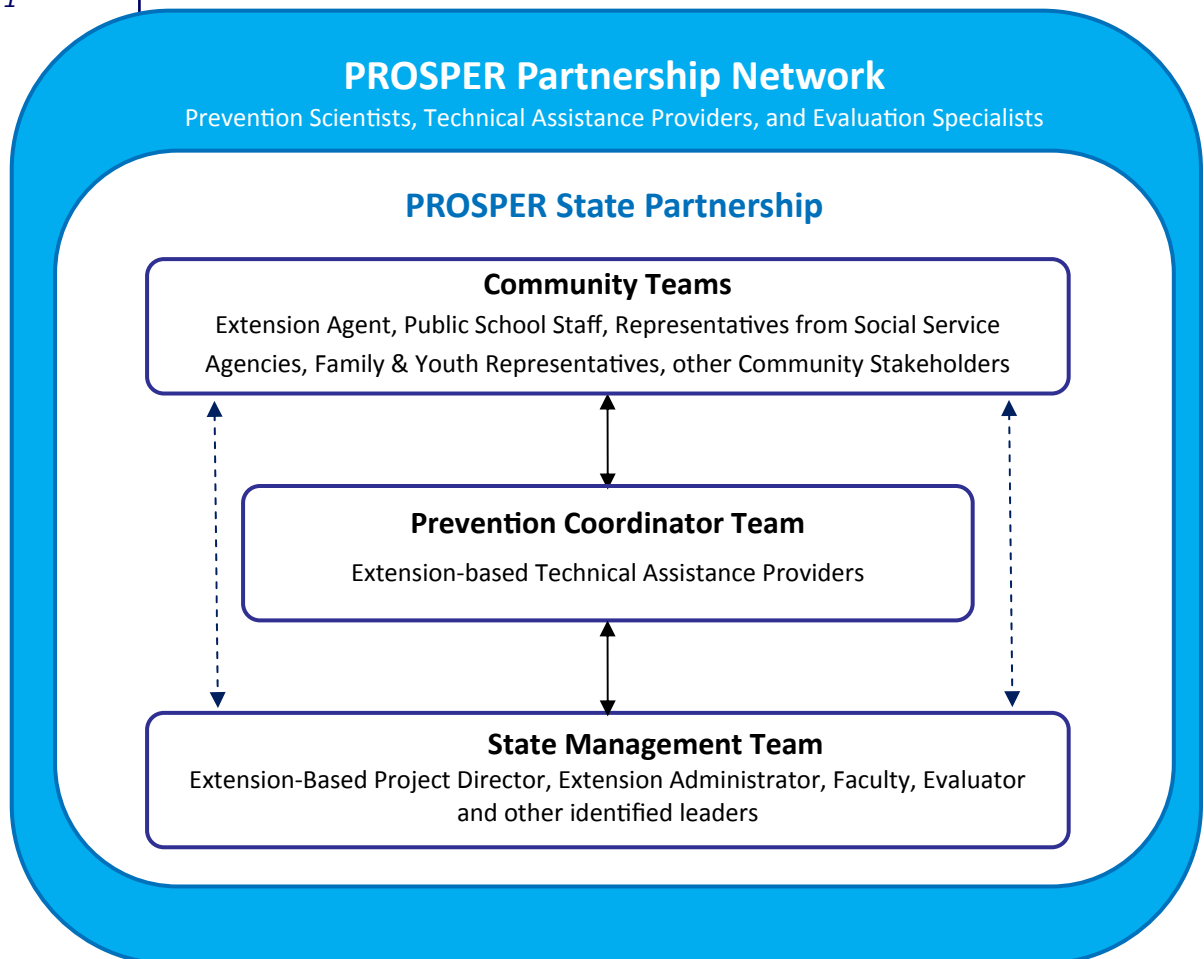 PROSPER Partnership Network
Prevention Scientists, Technical Assistance Providers, and Evaluation Specialists
PROSPER State Partnership
Community Teams
Extension Agent, Public School Staff, Representatives from Social Service
Agencies, Family & Youth Representatives, other Community Stakeholders
Prevention Coordinator Team
Extension-based Technical Assistance Providers
State Management Team
Extension-Based Project Director, Extension Administrator, Faculty, Evaluator
and other identified leaders